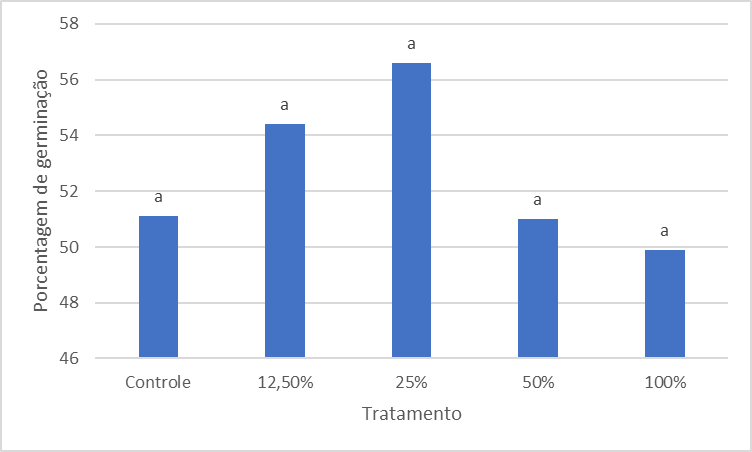 Porcentagem de germinação
58
56
54
52
50
48
46
a
a
a
a
a
Controle
12,50%
25%
50%
100%
Tratamento